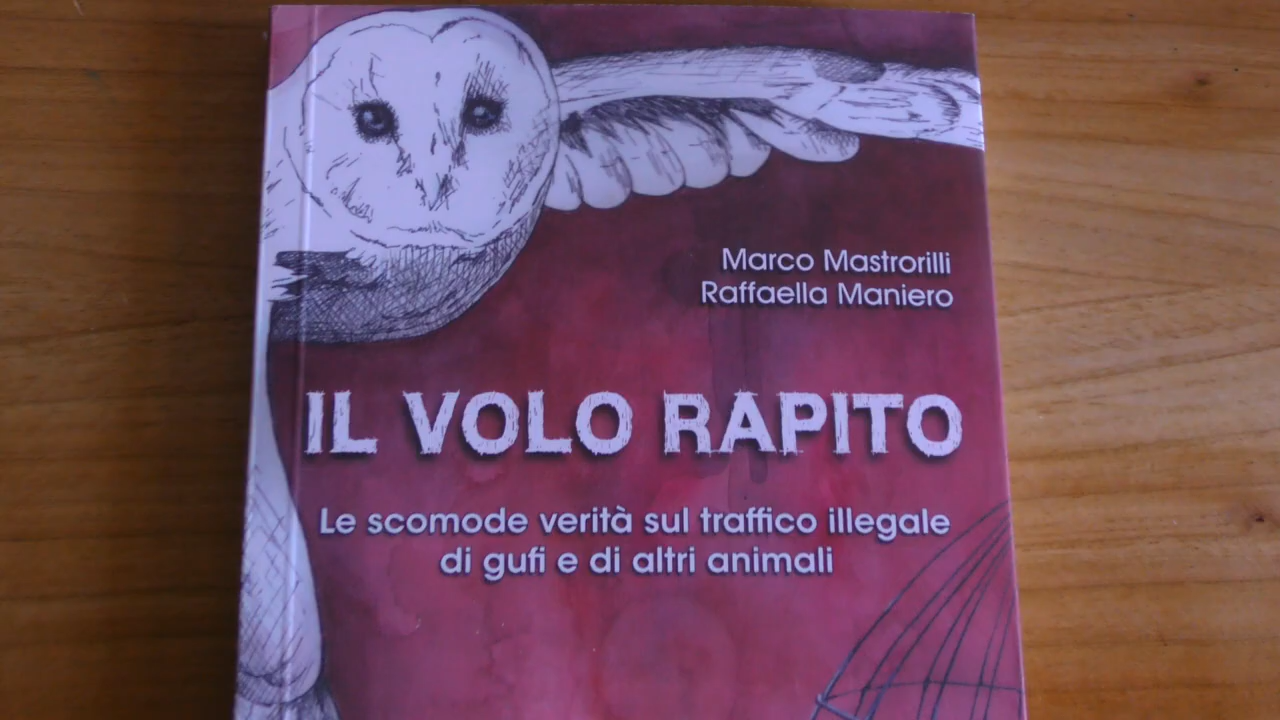 Marco Mastrorilli
Raffaella Maniero
IL VOLO RAPITO
Le scomode verità sul traffico illegale
di gufi e di altri animali